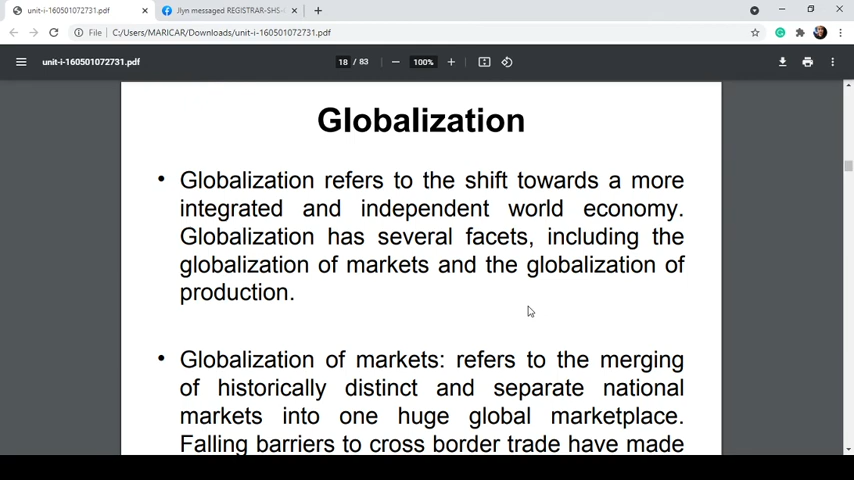 unit-i-160501072731.pdf
Jlyn messaged REGISTRAR-SHS-
File
C:/Users/MARICAR/Downloads/unit-i-160501072731.pdf
unit-i-160501072731.pdf
18 / 83
100%
Globalization
• Globalization refers to the shift towards a more
integrated and independent world economy.
Globalization has several facets, including the
globalization of markets and the globalization of
production.
• Globalization of markets: refers to the merging
of historically distinct and separate national
markets into one huge global marketplace.
Falling barriers to cross border trade have made